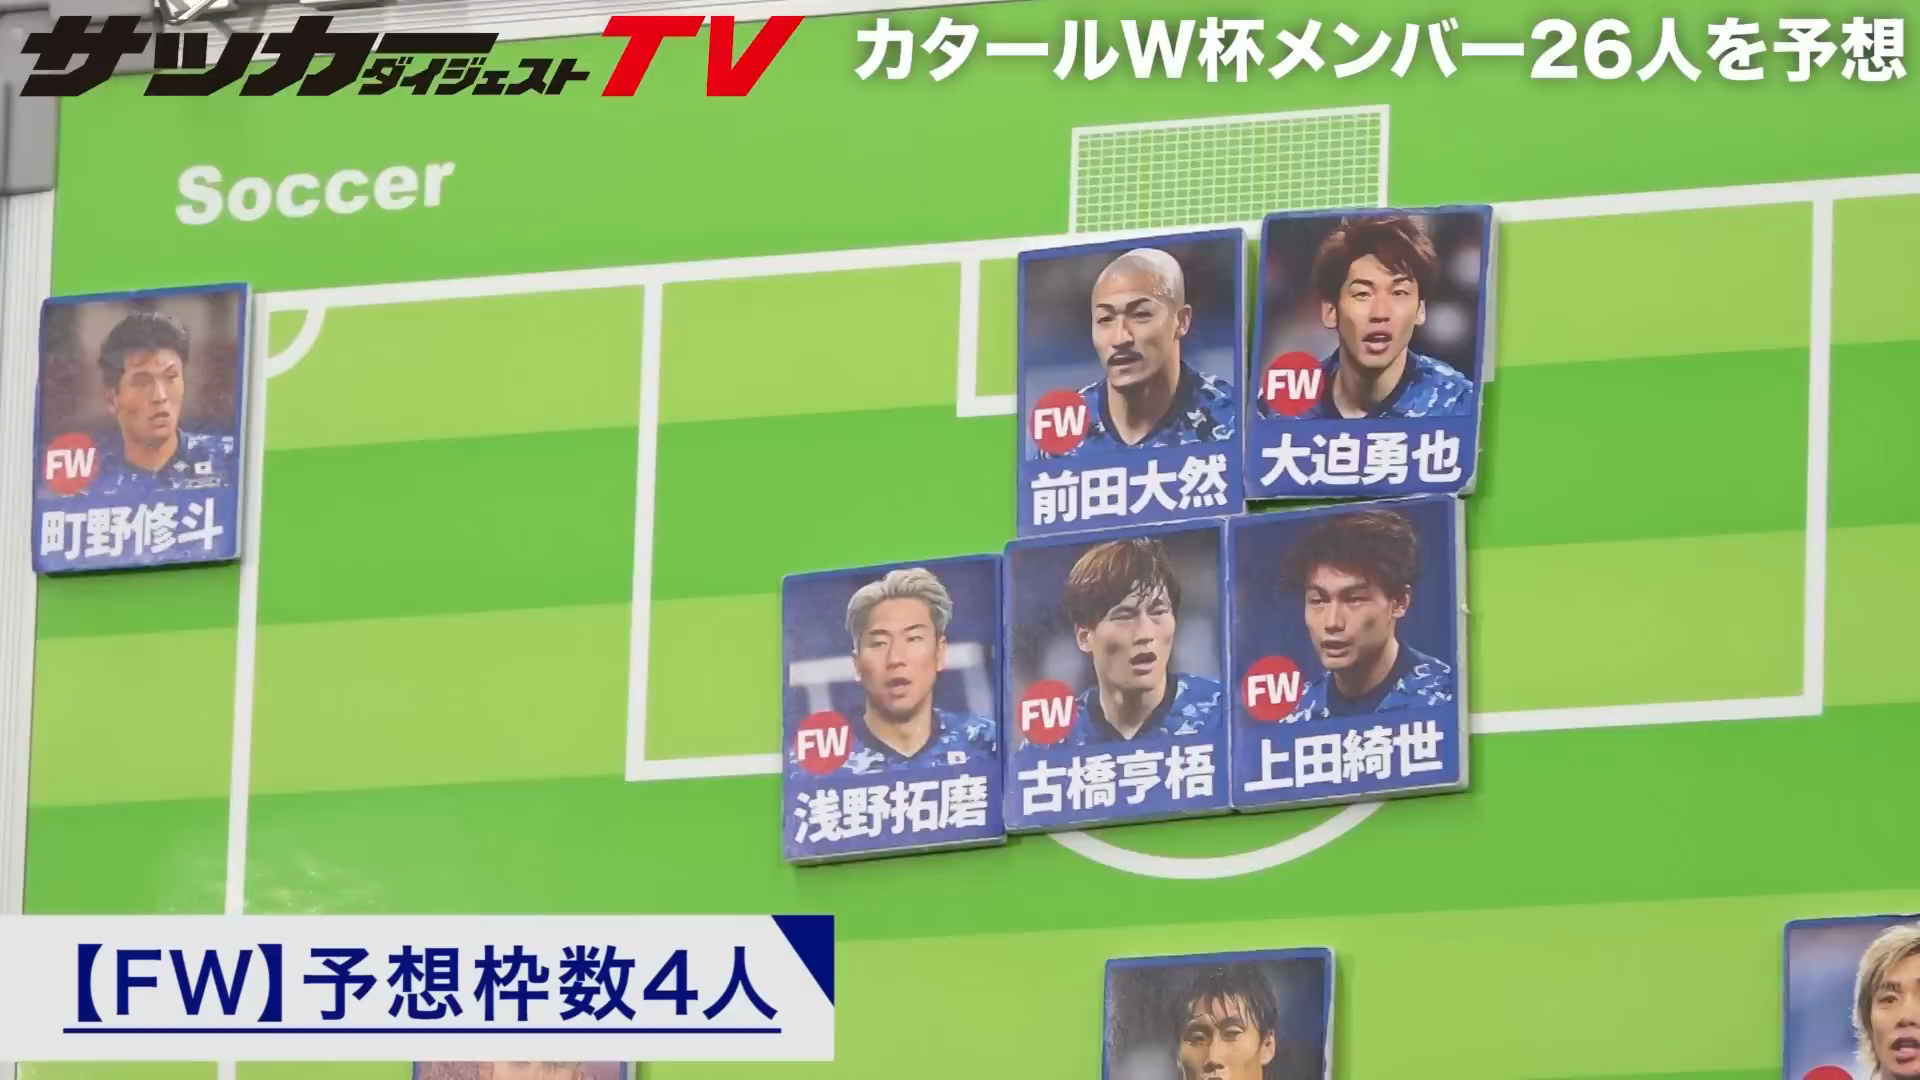 サッカーダイジェストTV
カタールW杯メンバー26人を予想
Soccer
FW
町野修斗
FW
前田大然
FW
大迫勇也
FW
浅野拓磨
FW
古橋亨梧
FW
上田綺世
【FW】予想枠数4人